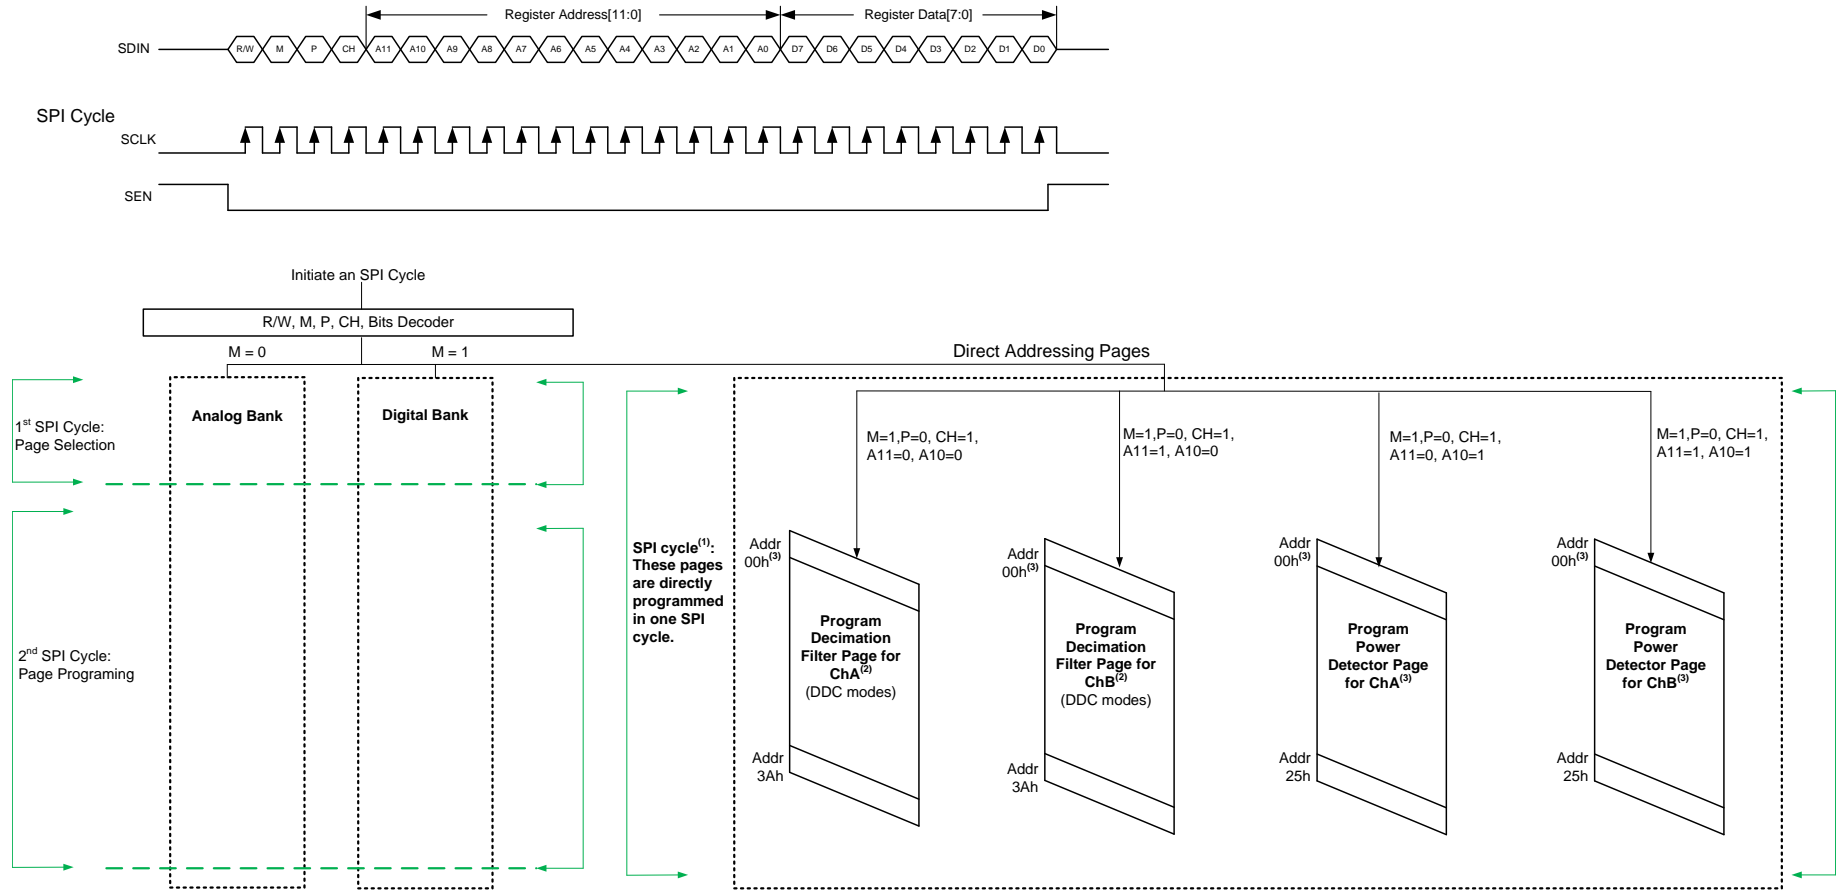 Register Address[11:0]
Register Data[7:0]
SDIN
R/W M P CH A11 A10 A9 A8 A7 A6 A5 A4 A3 A2 A1 A0 D7 D6 D5 D4 D3 D2 D1 D0
SPI Cycle
SCLK
SEN
Initiate an SPI Cycle
R/W, M, P, CH, Bits Decoder
M = 0
M = 1
Direct Addressing Pages
1st SPI Cycle:
Page Selection
Analog Bank
Digital Bank
2nd SPI Cycle:
Page Programing
SPI cycle(1):
These pages
are directly
programmed
in one SPI
cycle.
M=1,P=0, CH=1,
A11=0, A10=0
M=1,P=0, CH=1,
A11=1, A10=0
M=1,P=0, CH=1,
A11=0, A10=1
M=1,P=0, CH=1,
A11=1, A10=1
Addr
00h(3)
Program
Decimation
Filter Page for
ChA(2)
(DDC modes)
Addr
3Ah
Addr
00h(3)
Program
Decimation
Filter Page for
ChB(2)
(DDC modes)
Addr
3Ah
Addr
00h(3)
Program
Power
Detector Page
for ChA(3)
Addr
25h
Addr
00h(3)
Program
Power
Detector Page
for ChB(3)
Addr
25h